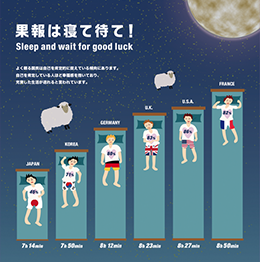 果報は寝て待て！
Sleep and wait for good luck
よく眠る国民は自己を肯定的に捉えている傾向にあります。
自己を肯定している人ほど幸福感を抱いており、
充実した生活が送れると言われています。
FRANCE
U.S.A.
U.K.
GERMANY
KOREA
JAPAN
7h 14min
7h 50min
8h 12min
8h 23min
8h 27min
8h 50min